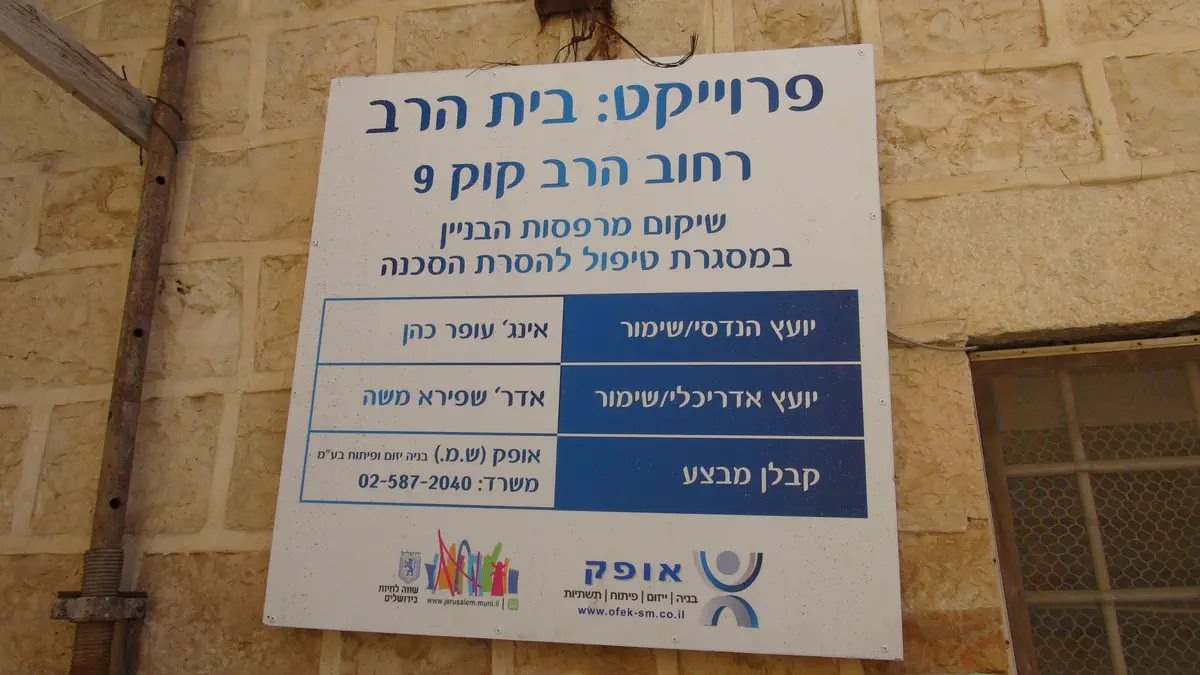 פרוייקט: בית הרב
רחוב הרב קוק 9
שיקום מרפסות הבניין
במסגרת טיפול להסרת הסכנה
יועץ הנדסי/שימור
אינג' עופר כהן
יועץ אדריכלי/שימור
אדר' שפירא משה
קבלן מבצע
אופק (ש.מ.) בניה יזום ופיתוח בע"מ
משרד: 02-587-2040
אופק
בניה | ייזום | פיתוח | תשתיות
www.ofek-sm.co.il
ירושלים
שווה לחיות
בירושלים
www.jerusalem.muni.il